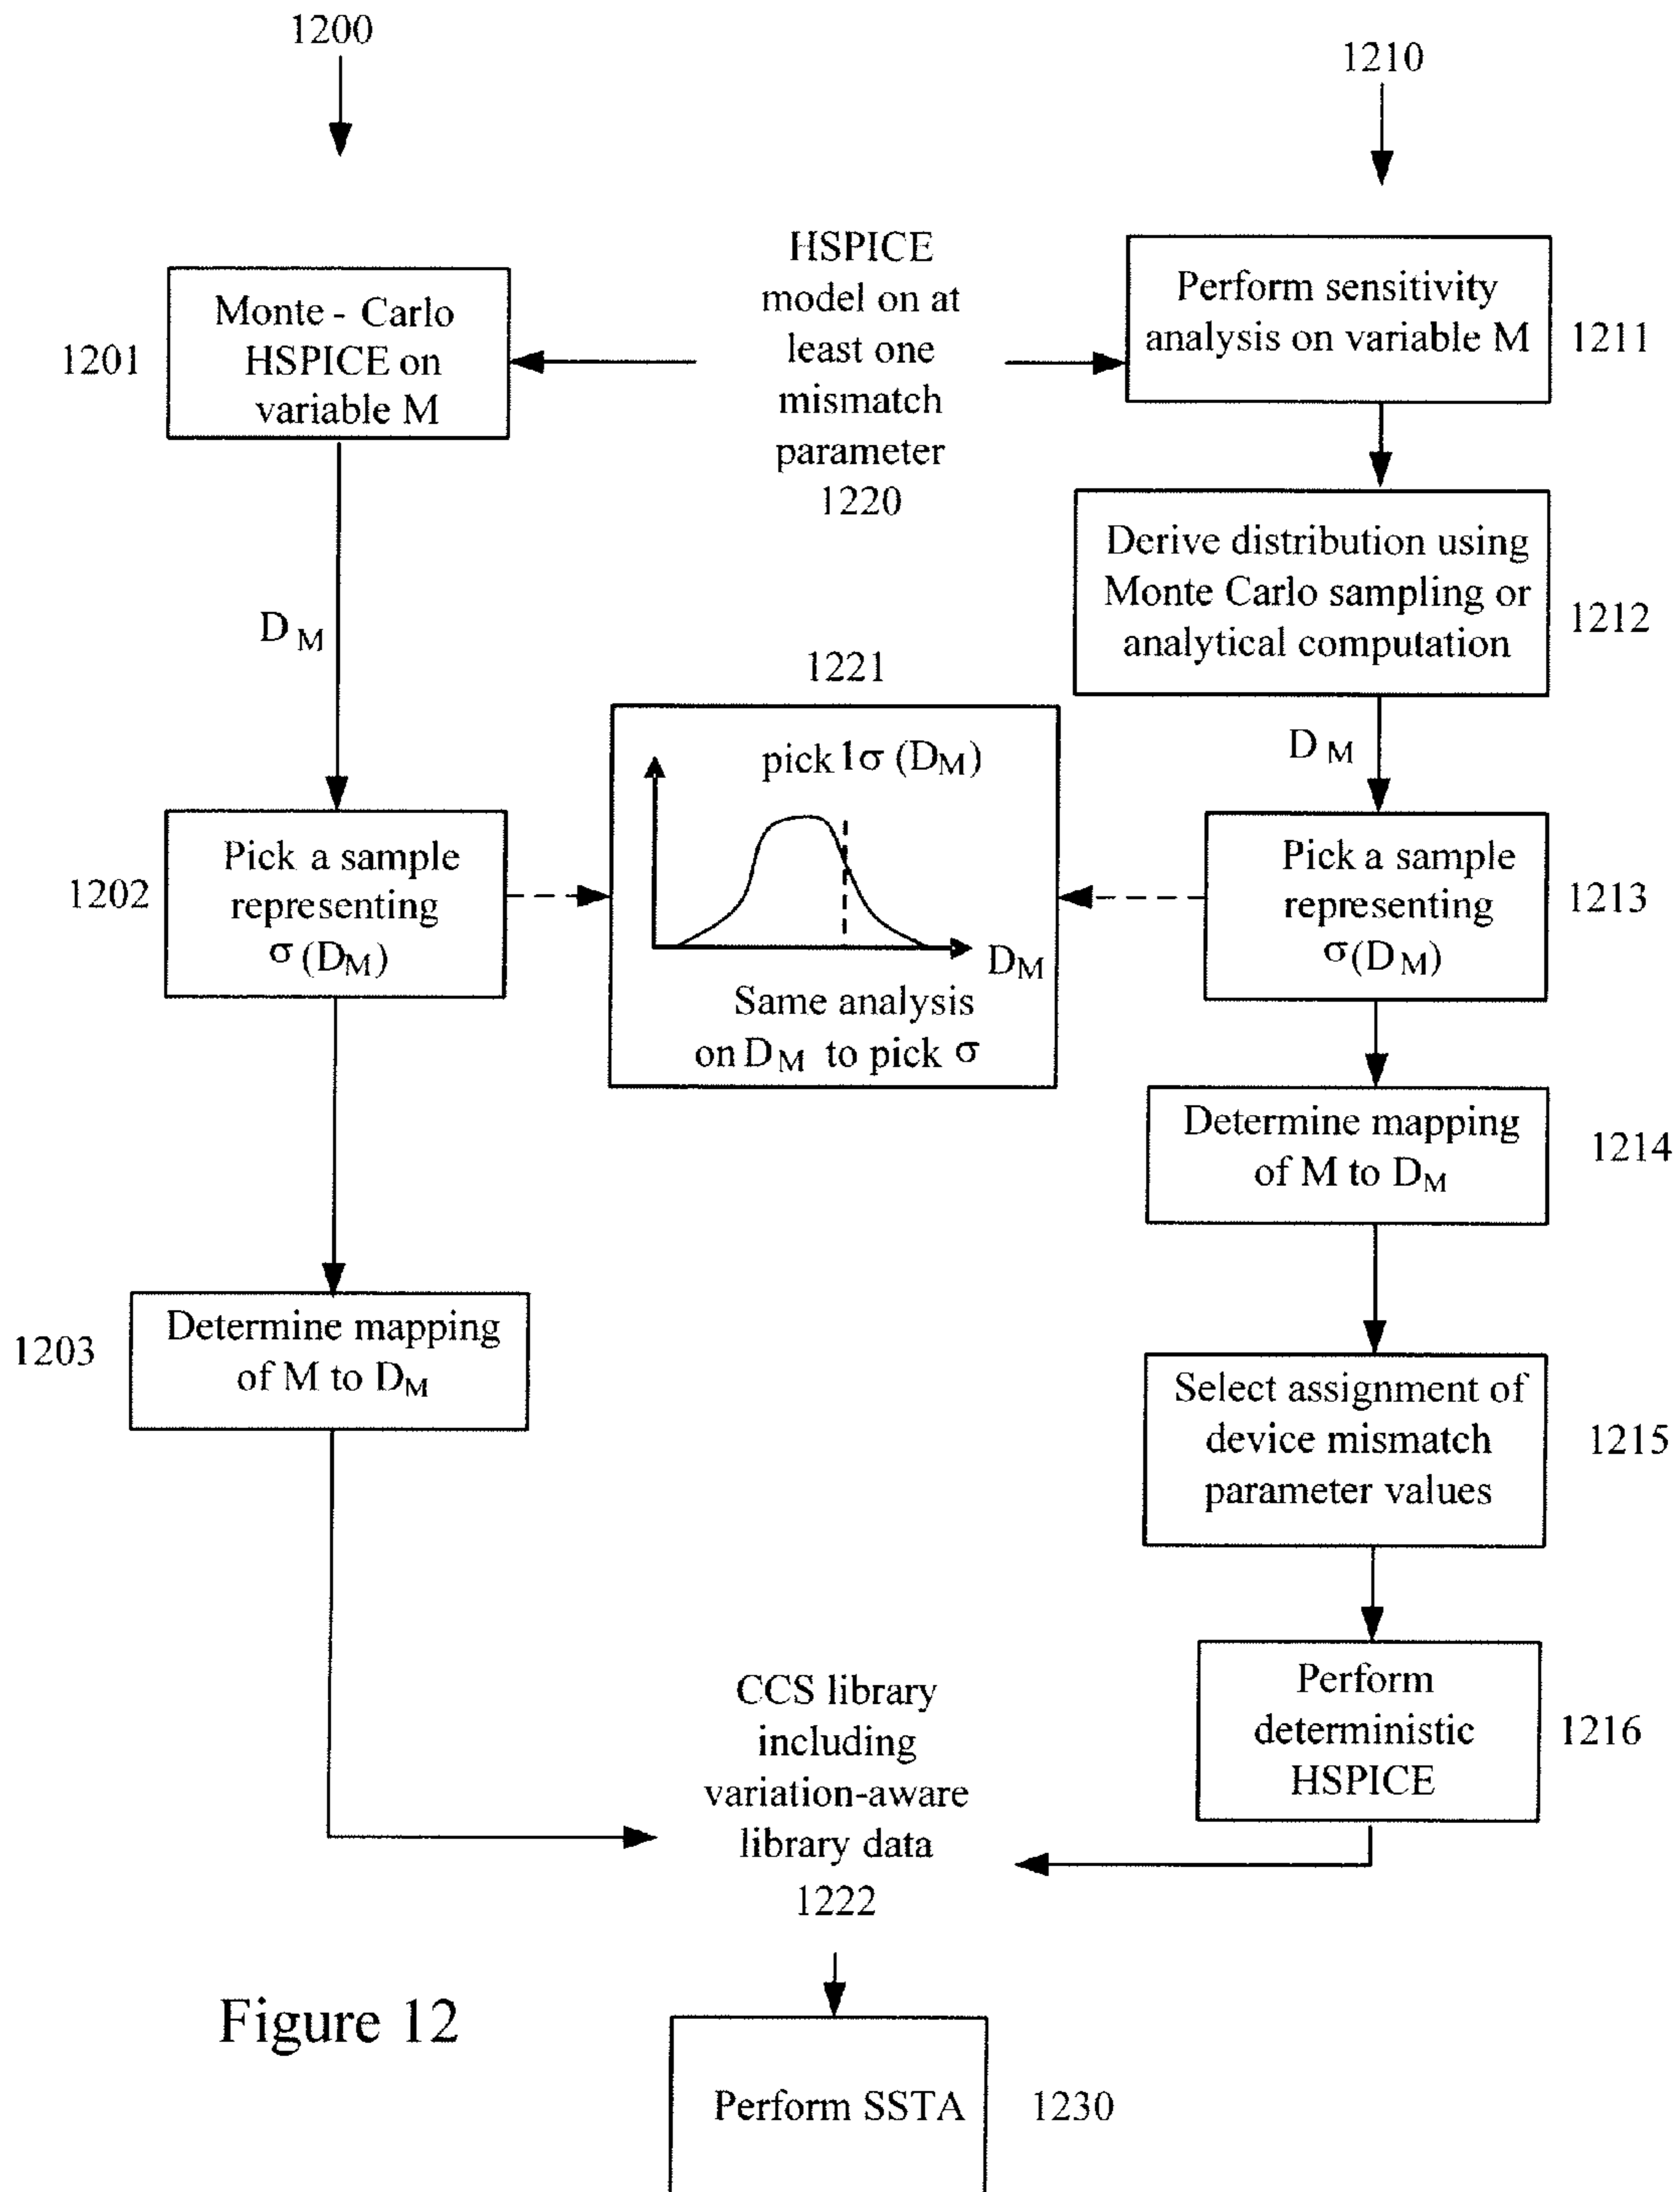 1200
1210
HSPICE
model on at
least one
mismatch
parameter
1220
Monte - Carlo
HSPICE on
variable M
1201
Perform sensitivity
analysis on variable M
1211
Derive distribution using
Monte Carlo sampling or
analytical computation
1212
DM
1221
pick 1σ (DM)
DM
Same analysis
on DM to pick σ
DM
1202
Pick a sample
representing
σ (DM)
Pick a sample
representing
σ(DM)
1213
Determine mapping
of M to DM
1214
1203
Determine mapping
of M to DM
Select assignment of
device mismatch
parameter values
1215
Perform
deterministic
HSPICE
1216
CCS library
including
variation-aware
library data
1222
Figure 12
Perform SSTA
1230